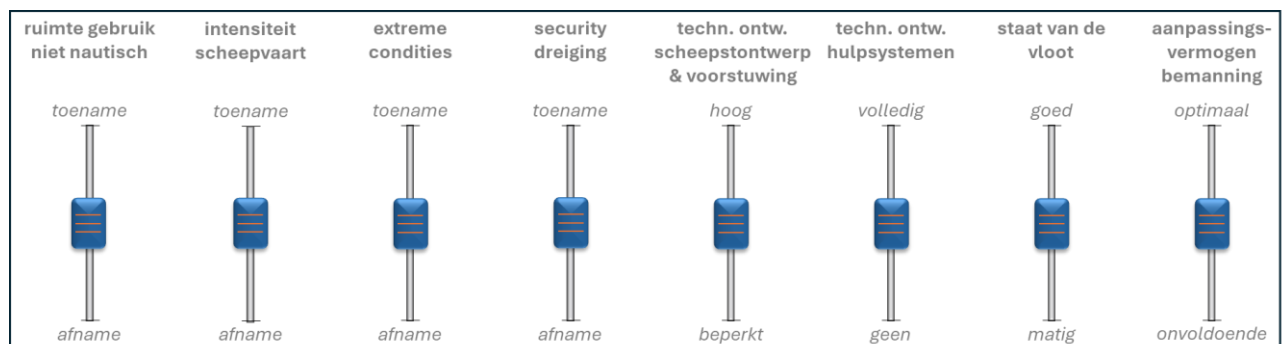 ruimte gebruik
niet nautisch
intensiteit
scheepvaart
extreme
condities
security
dreiging
techn. ontw.
scheepstontwerp
& voorstuwing
techn. ontw.
hulpsystemen
staat van de
vloot
aanpassings-
vermogen
bemanning
toename
toename
toename
toename
hoog
volledig
goed
optimaal
afname
afname
afname
afname
beperkt
geen
matig
onvoldoende